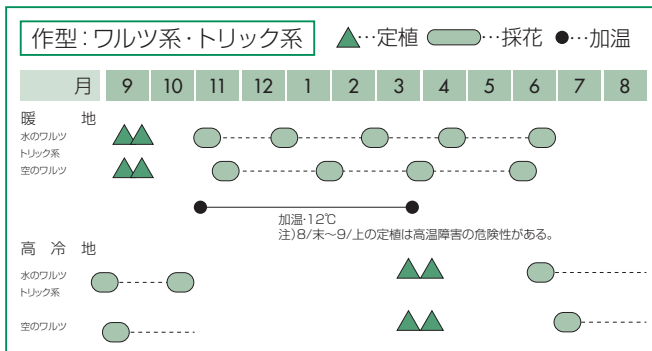 作型:ワルツ系・トリック系 ▲…定植 …採花 ●…加温
月 9 10 11 12 1 2 3 4 5 6 7 8
暖地
水のワルツ
トリック系
空のワルツ
加温・12℃
注)8/末〜9/上の定植は高温障害の危険性がある。
高冷地
水のワルツ
トリック系
空のワルツ